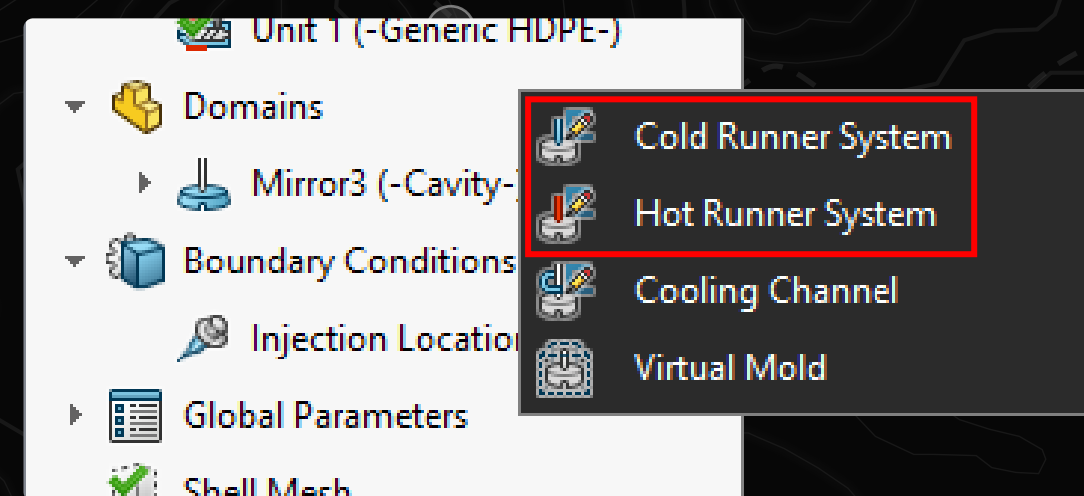 Unit 1 (-Generic HDPE-)
Domains
Mirror3 (-Cavity-
Boundary Conditions
Injection
Global Parameters
Shell Mesh
Cold Runner System
Hot Runner System
Cooling Channel
Virtual Mold